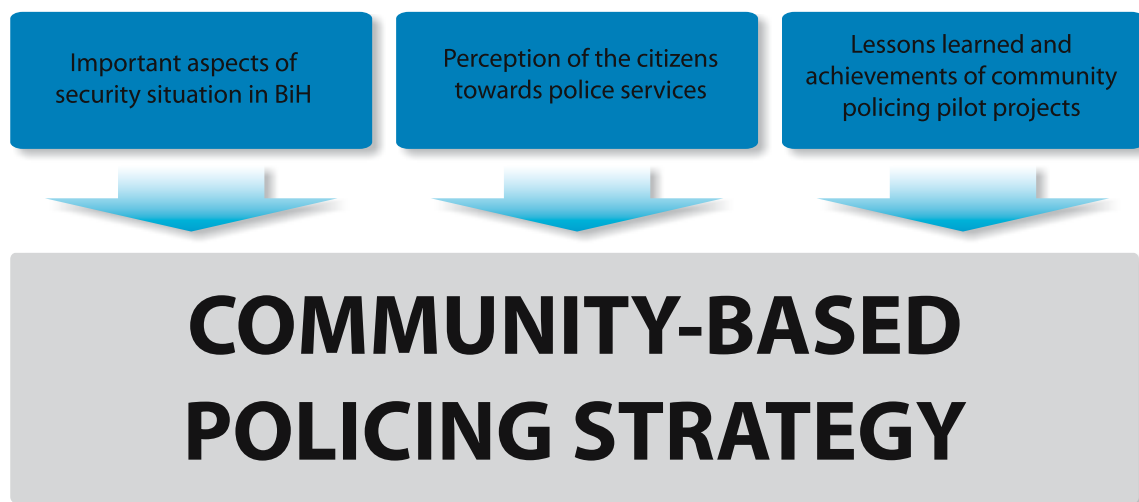 Important aspects of
security situation in BiH
Perception of the citizens
towards police services
Lessons learned and
achievements of community
policing pilot projects
COMMUNITY-BASED
POLICING STRATEGY